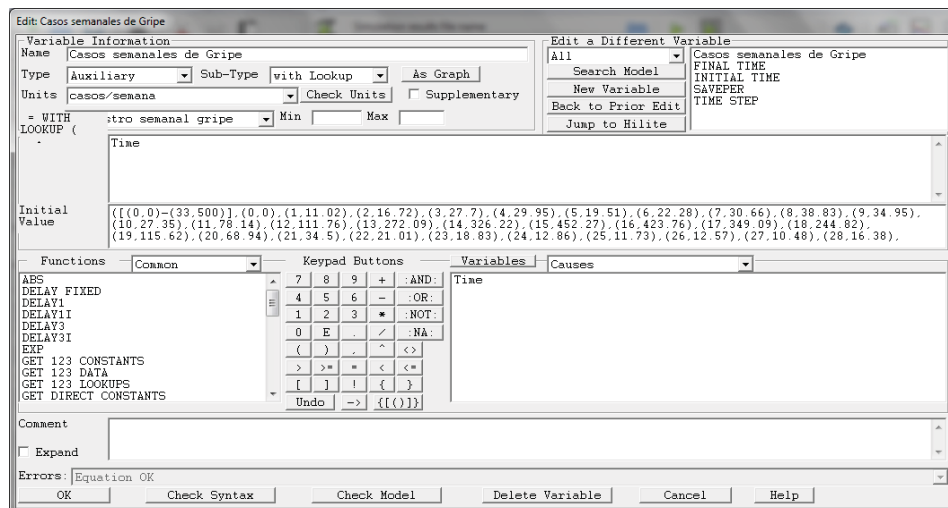 Edit: Casos semanales de Gripe
Variable Information
Name Casos semanales de Gripe
Type Auxiliary Sub-Type with Lookup As Graph
Units casos/semana Check Units Supplementary
= WITH LOOKUP ( stro semanal gripe Min Max
Edit a Different Variable
All
Search Model
New Variable
Back to Prior Edit
Jump to Hilite
Casos semanales de Gripe
FINAL TIME
INITIAL TIME
SAVEPER
TIME STEP
Time
Initial Value
([(0,0)-(33,500)],(0,0),(1,11.02),(2,16.72),(3,27.7),(4,29.95),(5,19.51),(6,22.28),(7,30.66),(8,38.83),(9,34.95),
(10,27.35),(11,78.14),(12,111.76),(13,272.09),(14,326.22),(15,452.27),(16,423.76),(17,349.09),(18,244.82),
(19,115.62),(20,68.94),(21,34.5),(22,21.01),(23,18.83),(24,12.86),(25,11.73),(26,12.57),(27,10.48),(28,16.38),
Functions Common
ABS
DELAY FIXED
DELAY1
DELAY1I
DELAY3
DELAY3I
EXP
GET 123 CONSTANTS
GET 123 DATA
GET 123 LOOKUPS
GET DIRECT CONSTANTS
Keypad Buttons
7 8 9 + :AND:
4 5 6 - :OR:
1 2 3 * :NOT:
0 E . / :NA:
( ) , ^ <>
> >= = < <=
[ ] ! { }
Undo -> {[()]}
Variables Causes
Time
Comment
Expand
Errors: Equation OK
OK Check Syntax Check Model Delete Variable Cancel Help